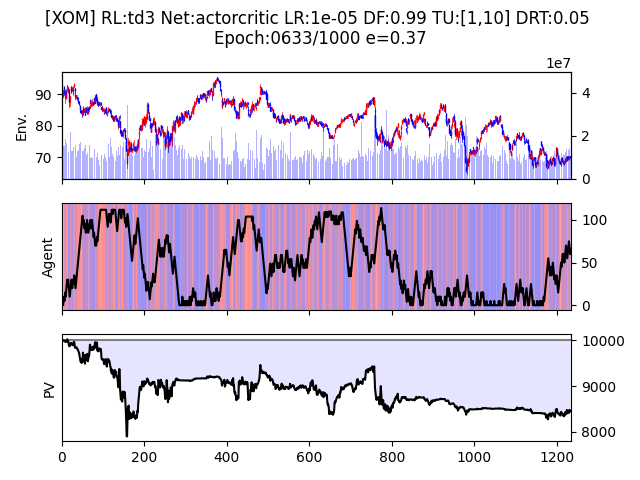 [XOM] RL:td3 Net:actorcritic LR:1e-05 DF:0.99 TU:[1,10] DRT:0.05
Epoch:0633/1000 e=0.37
1e7
Env.
90
80
70
4
2
0
Agent
100
50
0
PV
10000
9000
8000
0 200 400 600 800 1000 1200